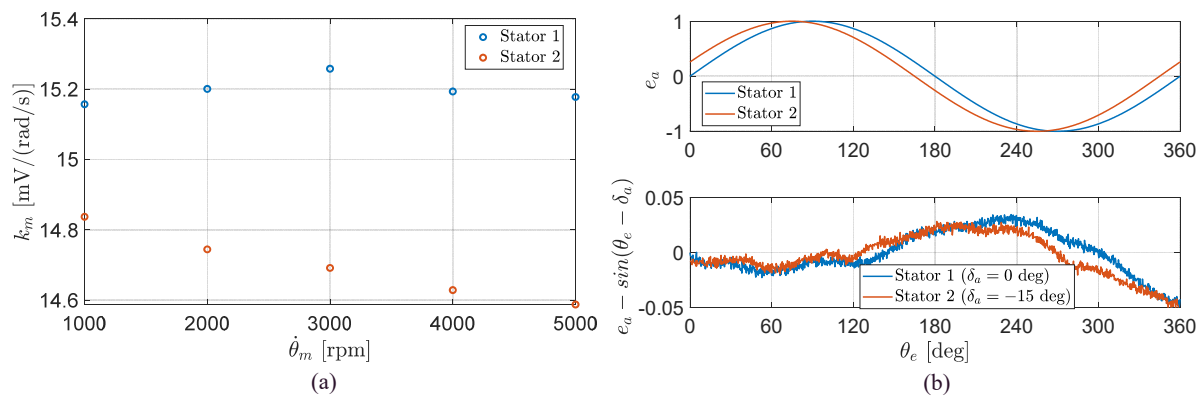 15.4
15.2
15
14.8
14.6
1000
2000
3000
4000
5000
k_m [mV/(rad/s)]
θ̇_m [rpm]
Stator 1
Stator 2
(a)
1
0
-1
0
60
120
180
240
300
360
e_a
Stator 1
Stator 2
0.05
0
-0.05
0
60
120
180
240
300
360
e_a − sin(θ_e − δ_a)
θ_e [deg]
Stator 1 (δ_a = 0 deg)
Stator 2 (δ_a = −15 deg)
(b)